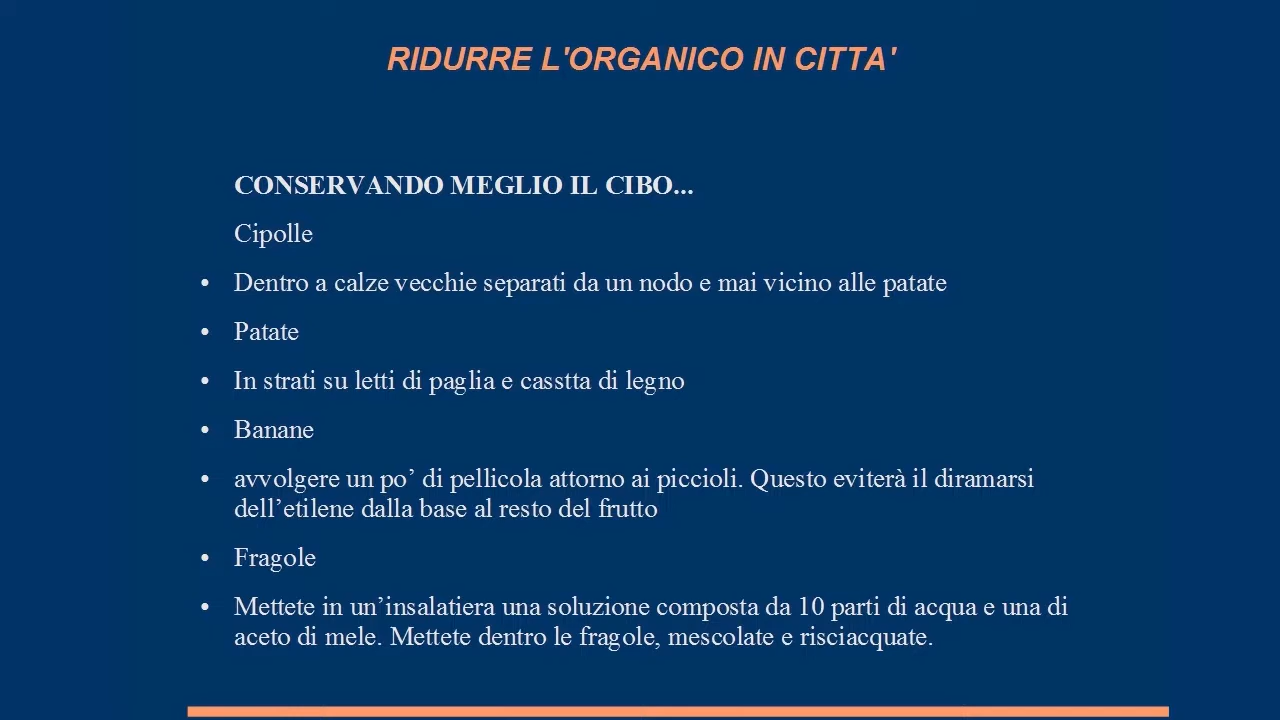 RIDURRE L'ORGANICO IN CITTA'
CONSERVANDO MEGLIO IL CIBO...
Cipolle
• Dentro a calze vecchie separati da un nodo e mai vicino alle patate
• Patate
• In strati su letti di paglia e casstta di legno
• Banane
• avvolgere un po’ di pellicola attorno ai piccioli. Questo eviterà il diramarsi
dell’etilene dalla base al resto del frutto
• Fragole
• Mettete in un’insalatiera una soluzione composta da 10 parti di acqua e una di
aceto di mele. Mettete dentro le fragole, mescolate e risciacquate.